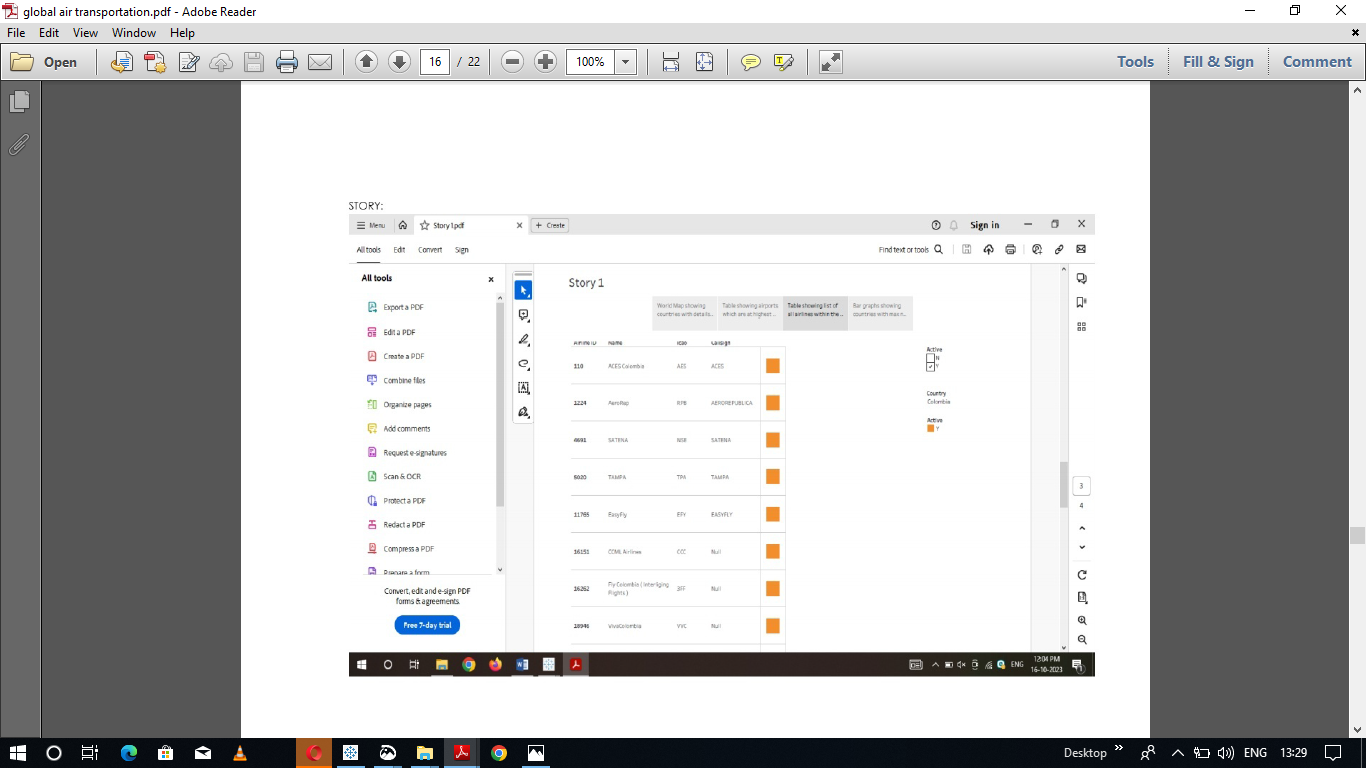 global air transportation.pdf - Adobe Reader
File Edit View Window Help
Open 16 / 22 100% Tools Fill & Sign Comment
STORY:
Menu Story 1.pdf + Create Sign in
All tools Edit Convert Sign Find text or tools
All tools
Export a PDF
Edit a PDF
Create a PDF
Combine files
Organize pages
Add comments
Request e-signatures
Scan & OCR
Protect a PDF
Redact a PDF
Compress a PDF
Prepare a form
Convert, edit and e-sign PDF
forms & agreements.
Free 7-day trial
Story 1
World Map showing
countries with details...
Table showing airports
which are at highest ...
Table showing list of
all airlines within the ...
Bar graphs showing
countries with max n...
Airline ID Name Icao Callsign
110 ACES Colombia AES ACES
1224 AeroRep RPB AEROREPUBLICA
4691 SATENA NSE SATENA
5020 TAMPA TPA TAMPA
11765 EasyFly EFY EASYFLY
16151 CCML Airlines CCC Null
16262 Fly Colombia ( Interliging
Flights ) 3FF Null
18946 VivaColombia VVC Null
Active
N
Y
Country
Colombia
Active
Y
3
4
ENG 12:04 PM
16-10-2023
1
Desktop ENG 13:29